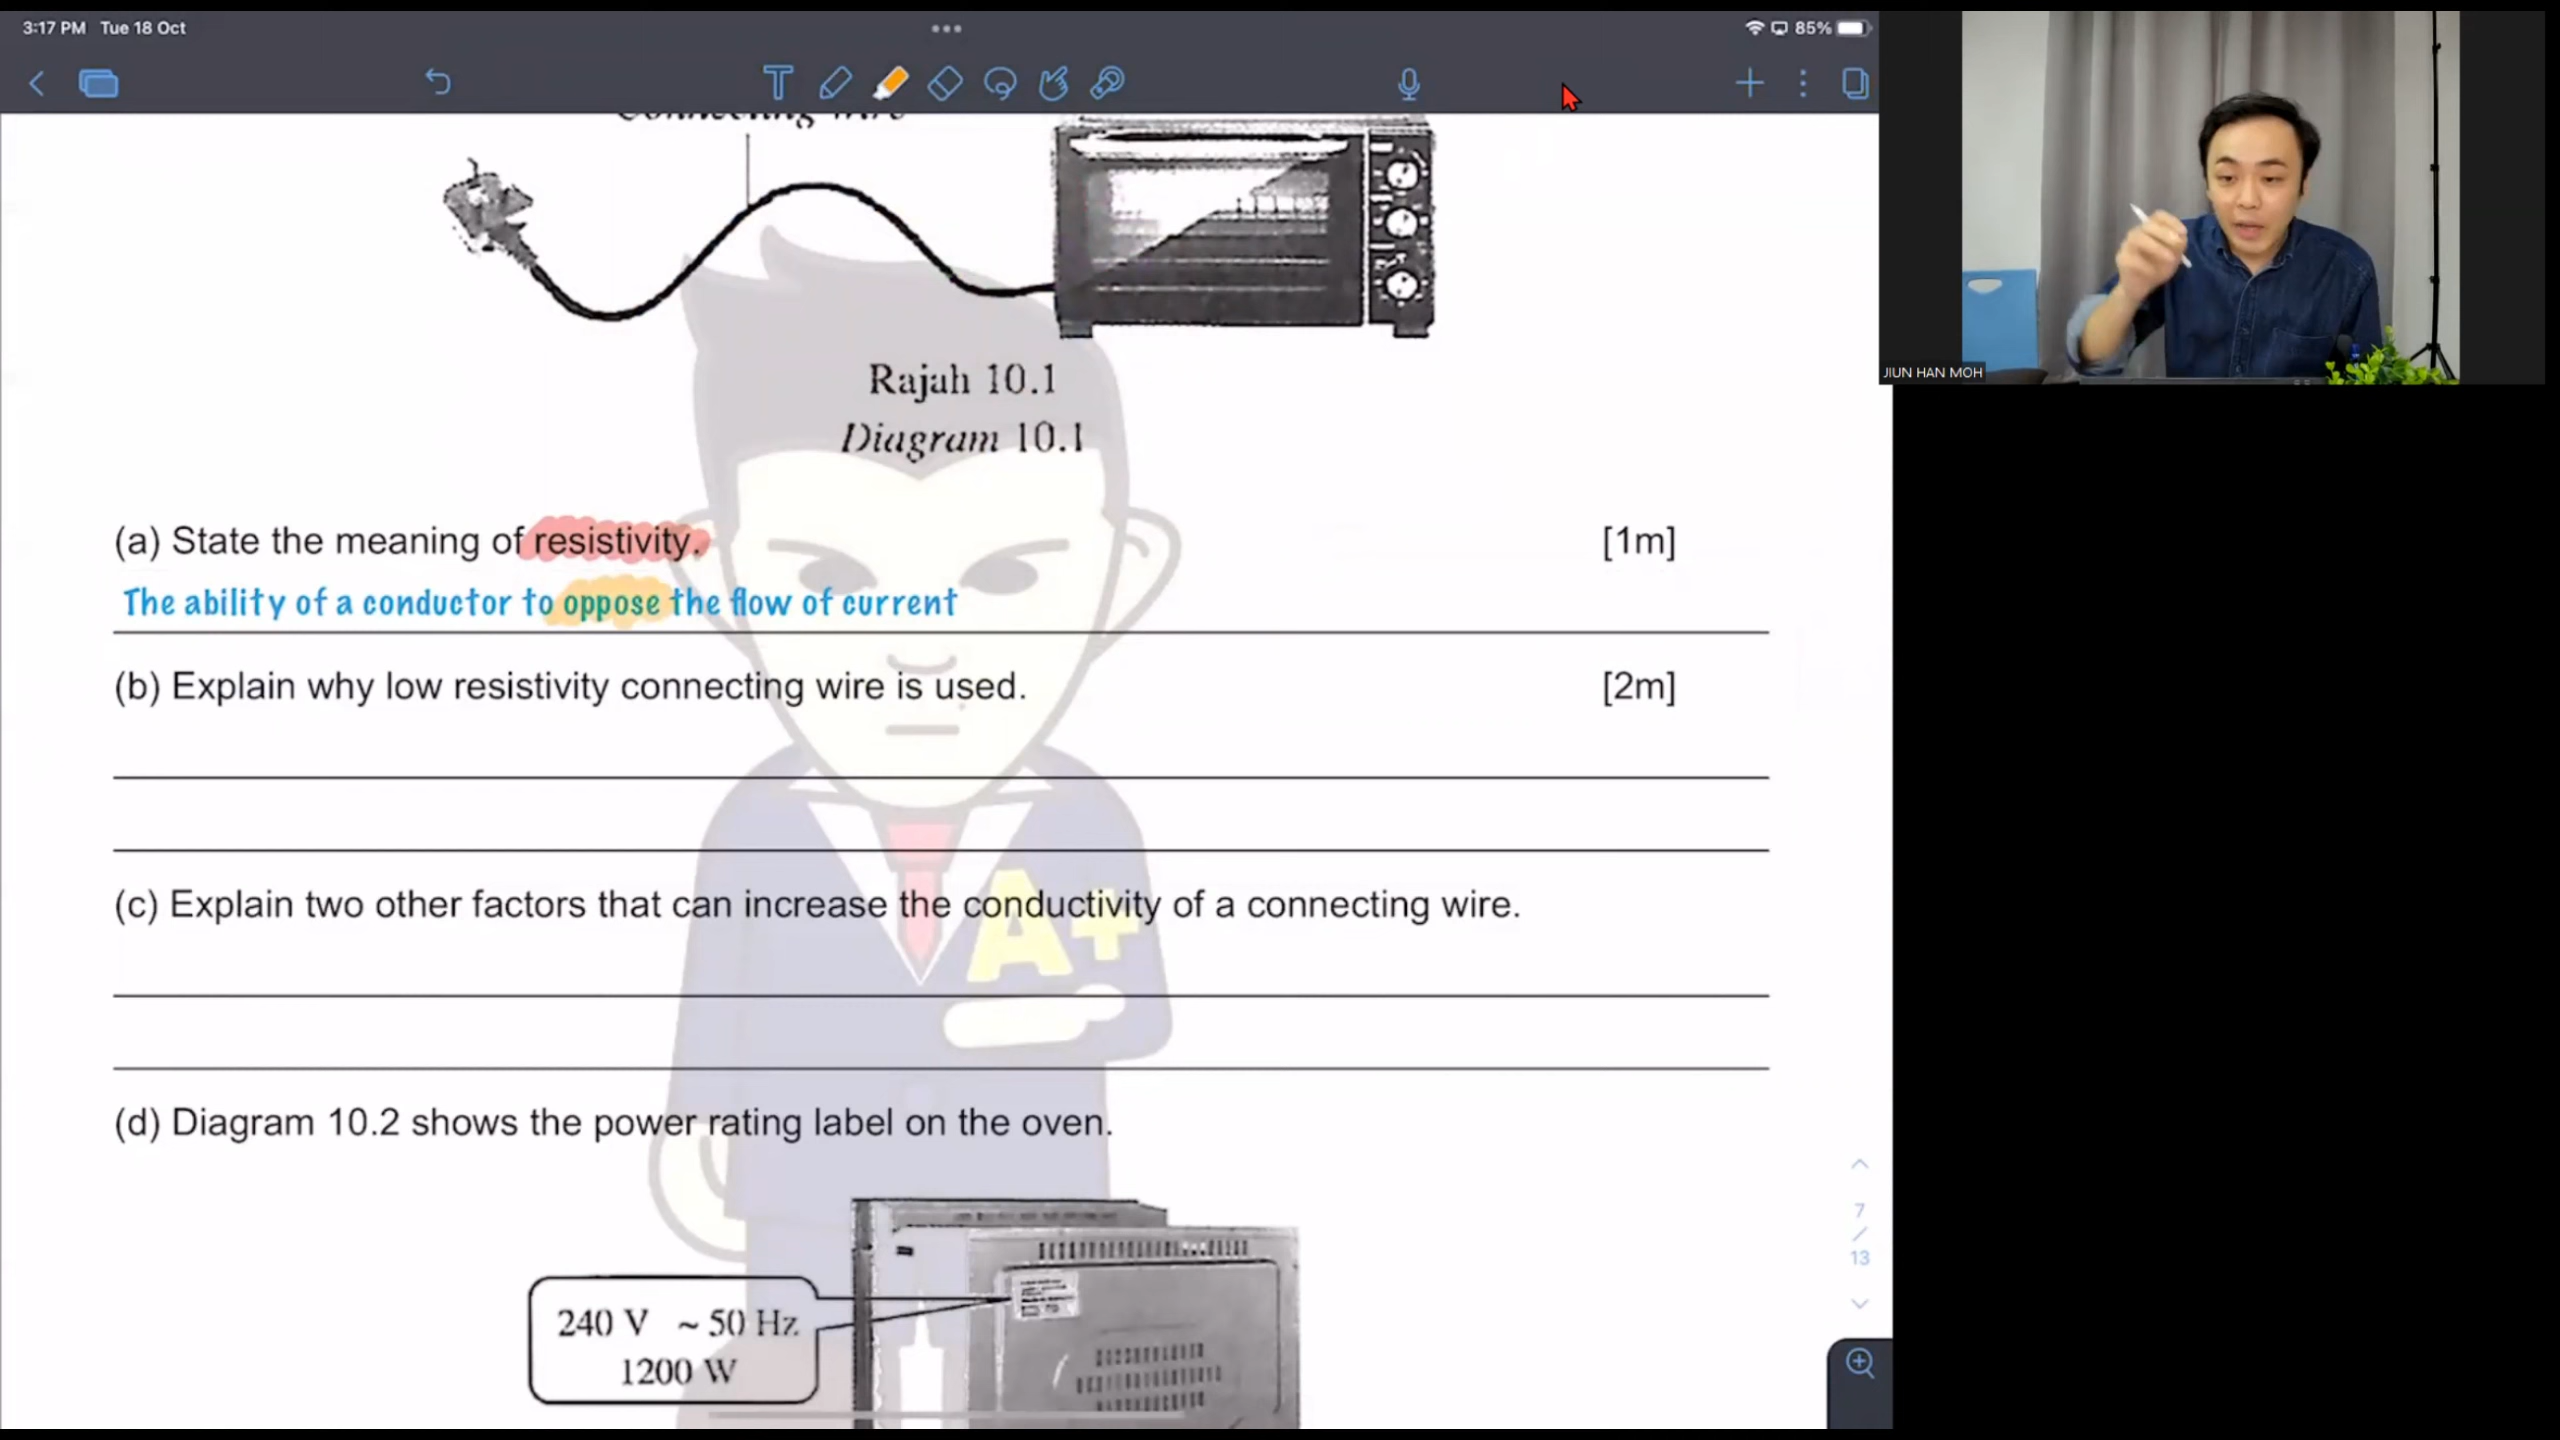 3:17 PM Tue 18 Oct
85%
Connecting wire
Rajah 10.1
Diagram 10.1
JIUN HAN MOH
(a) State the meaning of resistivity. [1m]
The ability of a conductor to oppose the flow of current
(b) Explain why low resistivity connecting wire is used. [2m]
A+
(c) Explain two other factors that can increase the conductivity of a connecting wire.
(d) Diagram 10.2 shows the power rating label on the oven.
240 V ~ 50 Hz
1200 W
7
/
13